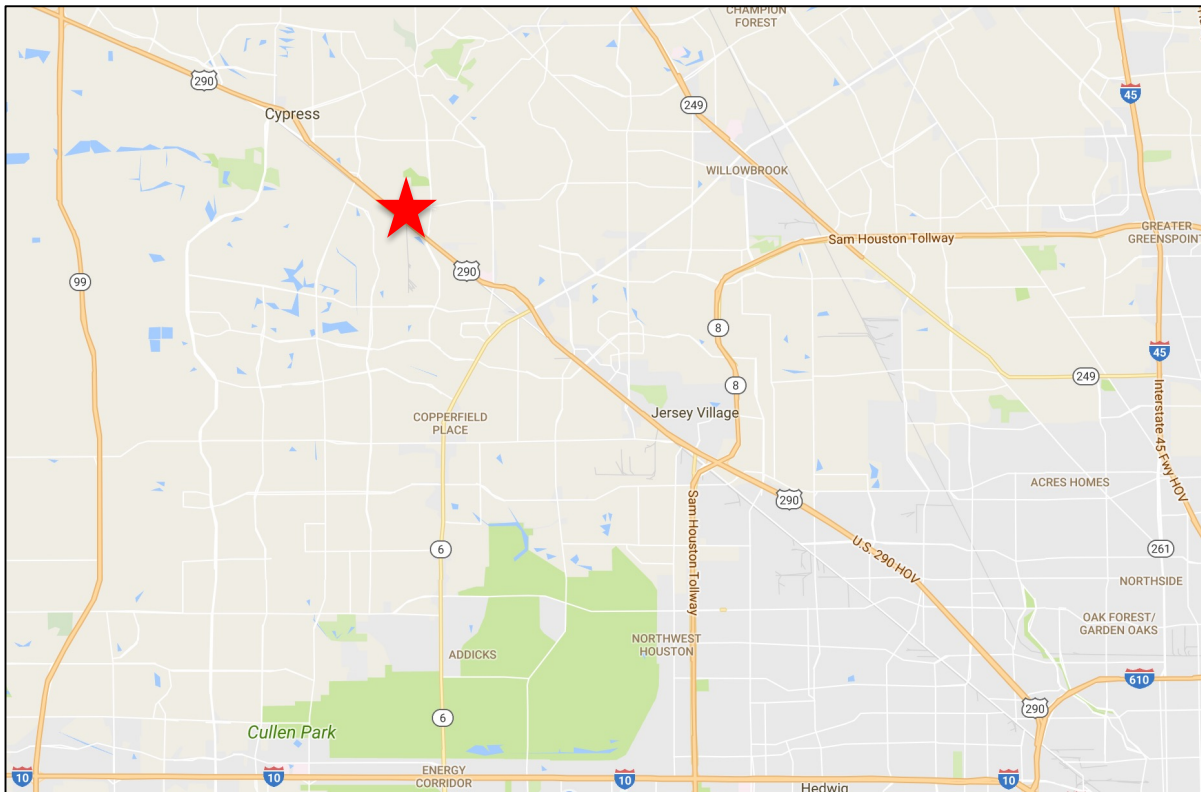 CHAMPION
FOREST
290
45
249
Cypress
WILLOWBROOK
GREATER
GREENSPOINT
Sam Houston Tollway
290
99
8
45
249
8
Interstate 45 Fwy HOV
COPPERFIELD
PLACE
Jersey Village
ACRES HOMES
290
Sam Houston Tollway
U.S. 290 HOV
6
261
NORTHSIDE
OAK FOREST/
GARDEN OAKS
NORTHWEST
HOUSTON
ADDICKS
610
290
6
Cullen Park
ENERGY
CORRIDOR
10
10
10
10
Hedwig